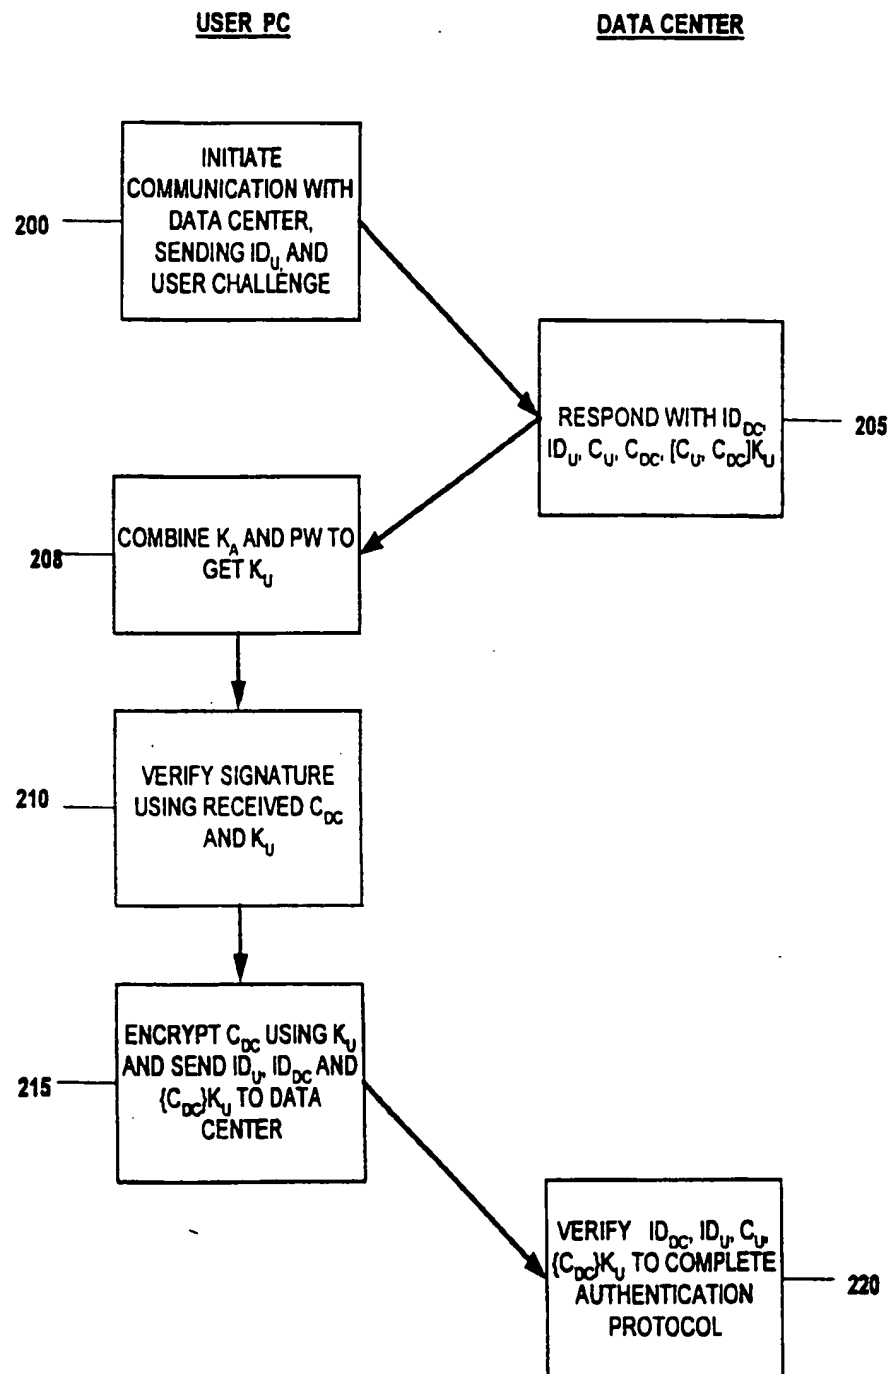 USER PC
DATA CENTER
INITIATE
COMMUNICATION WITH
DATA CENTER,
SENDING ID_U, AND
USER CHALLENGE
200
RESPOND WITH ID_DC,
ID_U, C_U, C_DC, [C_U, C_DC]K_U
205
COMBINE K_A AND PW TO
GET K_U
208
VERIFY SIGNATURE
USING RECEIVED C_DC
AND K_U
210
ENCRYPT C_DC USING K_U
AND SEND ID_U, ID_DC AND
{C_DC}K_U TO DATA
CENTER
215
VERIFY ID_DC, ID_U, C_U,
{C_DC}K_U TO COMPLETE
AUTHENTICATION
PROTOCOL
220